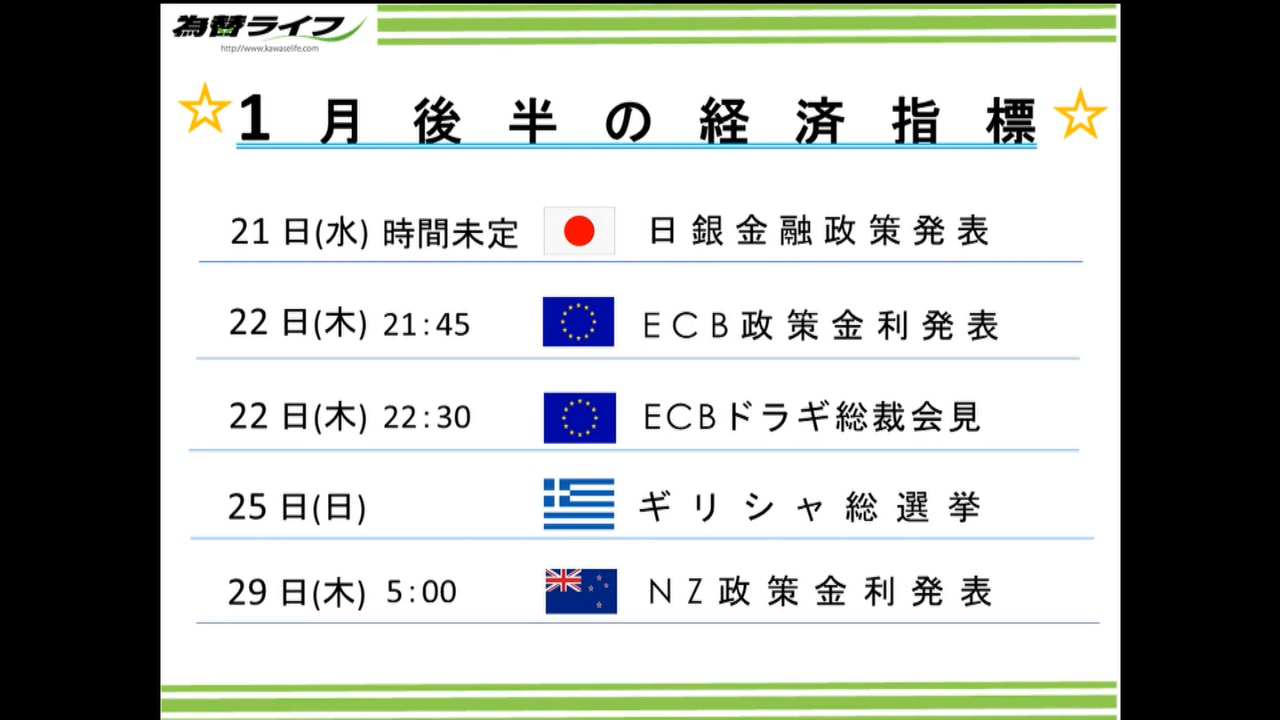 為替ライフ
http://www.kawaselife.com
1月後半の経済指標
21日(水) 時間未定 日銀金融政策発表
22日(木) 21:45 ECB政策金利発表
22日(木) 22:30 ECBドラギ総裁会見
25日(日) ギリシャ総選挙
29日(木) 5:00 NZ政策金利発表